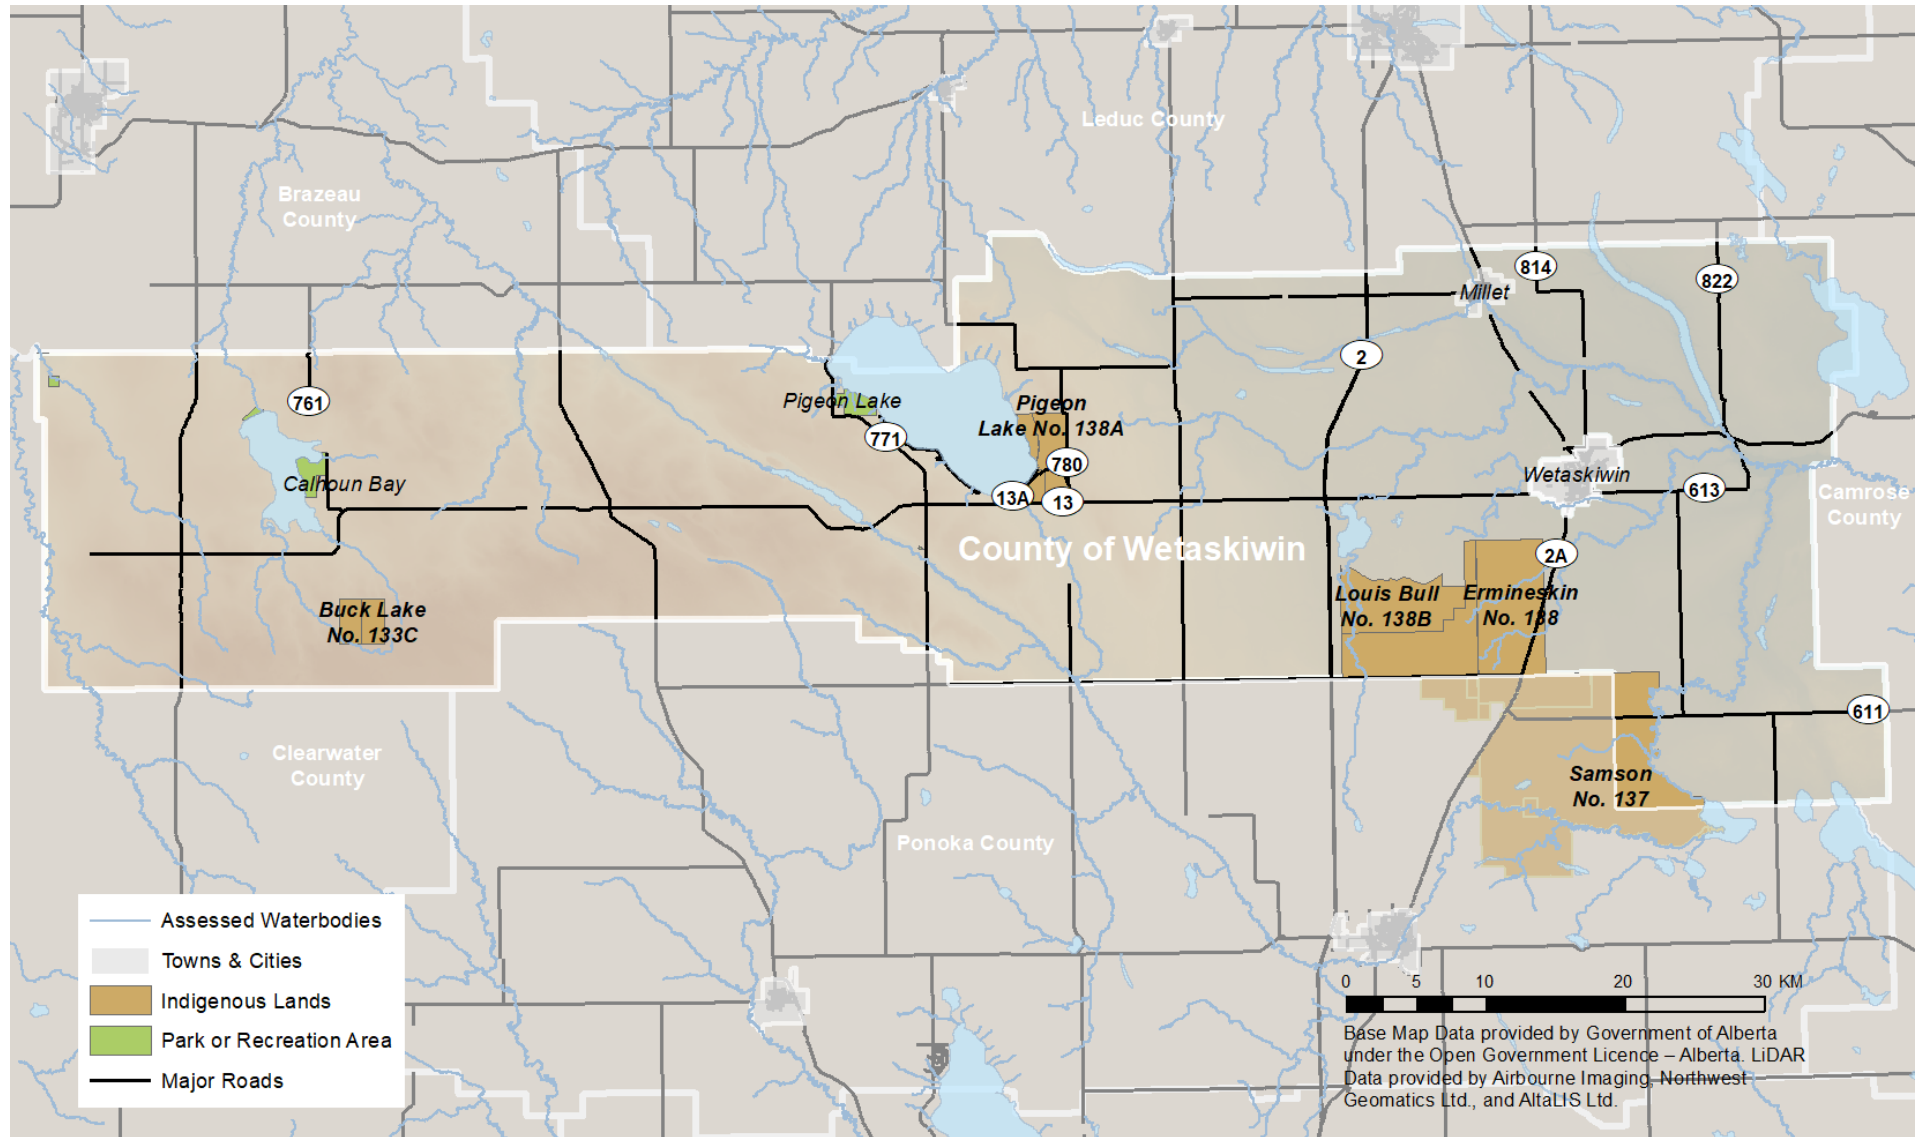 Leduc County
Brazeau
County
814
822
Millet
2
761
Pigeon Lake
Pigeon
Lake No. 138A
771
780
Calhoun Bay
13A
13
Wetaskiwin
613
Camrose
County
County of Wetaskiwin
2A
Buck Lake
No. 133C
Louis Bull
No. 138B
Ermineskin
No. 138
611
Clearwater
County
Samson
No. 137
Ponoka County
Assessed Waterbodies
Towns & Cities
Indigenous Lands
Park or Recreation Area
Major Roads
0 5 10 20 30 KM
Base Map Data provided by Government of Alberta
under the Open Government Licence – Alberta. LiDAR
Data provided by Airbourne Imaging, Northwest
Geomatics Ltd., and AltaLIS Ltd.